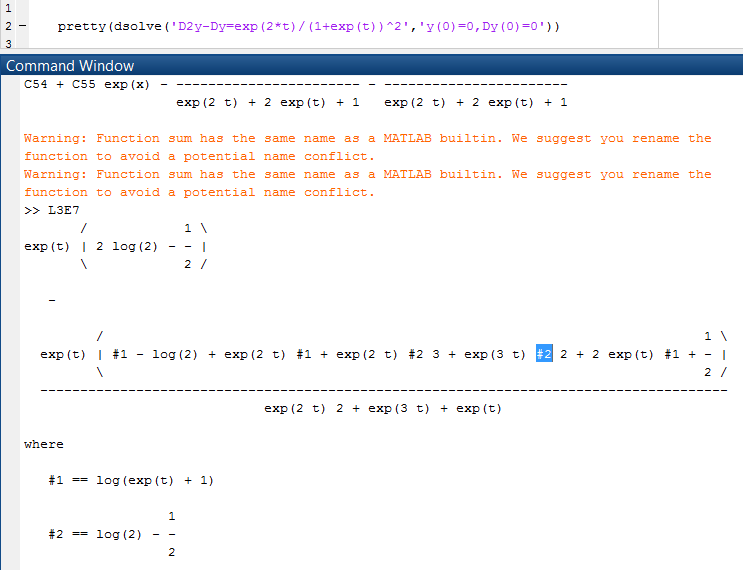 1
2 – pretty(dsolve('D2y-Dy=exp(2*t)/(1+exp(t))^2','y(0)=0,Dy(0)=0'))
3
Command Window
C54 + C55 exp(x) - ----------------------- - -----------------------
exp(2 t) + 2 exp(t) + 1   exp(2 t) + 2 exp(t) + 1
Warning: Function sum has the same name as a MATLAB builtin. We suggest you rename the
function to avoid a potential name conflict.
Warning: Function sum has the same name as a MATLAB builtin. We suggest you rename the
function to avoid a potential name conflict.
>> L3E7
/            1 \
exp(t) | 2 log(2) - - |
\            2 /
-
/                                                                           1 \
exp(t) | #1 - log(2) + exp(2 t) #1 + exp(2 t) #2 3 + exp(3 t) #2 2 + 2 exp(t) #1 + - |
\                                                                           2 /
--------------------------------------------------------------------------------------
exp(2 t) 2 + exp(3 t) + exp(t)
where
#1 == log(exp(t) + 1)
1
#2 == log(2) - -
2